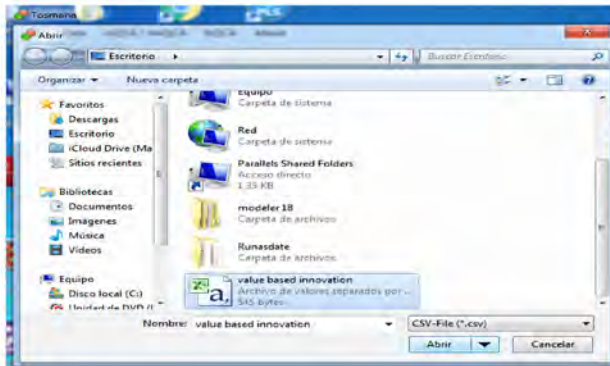 Tosmana
Abrir
Escritorio
Buscar Escritorio
Organizar
Nueva carpeta
Favoritos
Descargas
Escritorio
iCloud Drive (Ma
Sitios recientes
Bibliotecas
Documentos
Imágenes
Música
Vídeos
Equipo
Disco local (C:)
Unidad de DVD (
Equipo
Carpeta de sistema
Red
Carpeta de sistema
Parallels Shared Folders
Acceso directo
1,33 KB
modeler18
Carpeta de archivos
Runasdate
Carpeta de archivos
value based innovation
Archivo de valores separados por ...
545 bytes
Nombre: value based innovation
CSV-File (*.csv)
Abrir
Cancelar